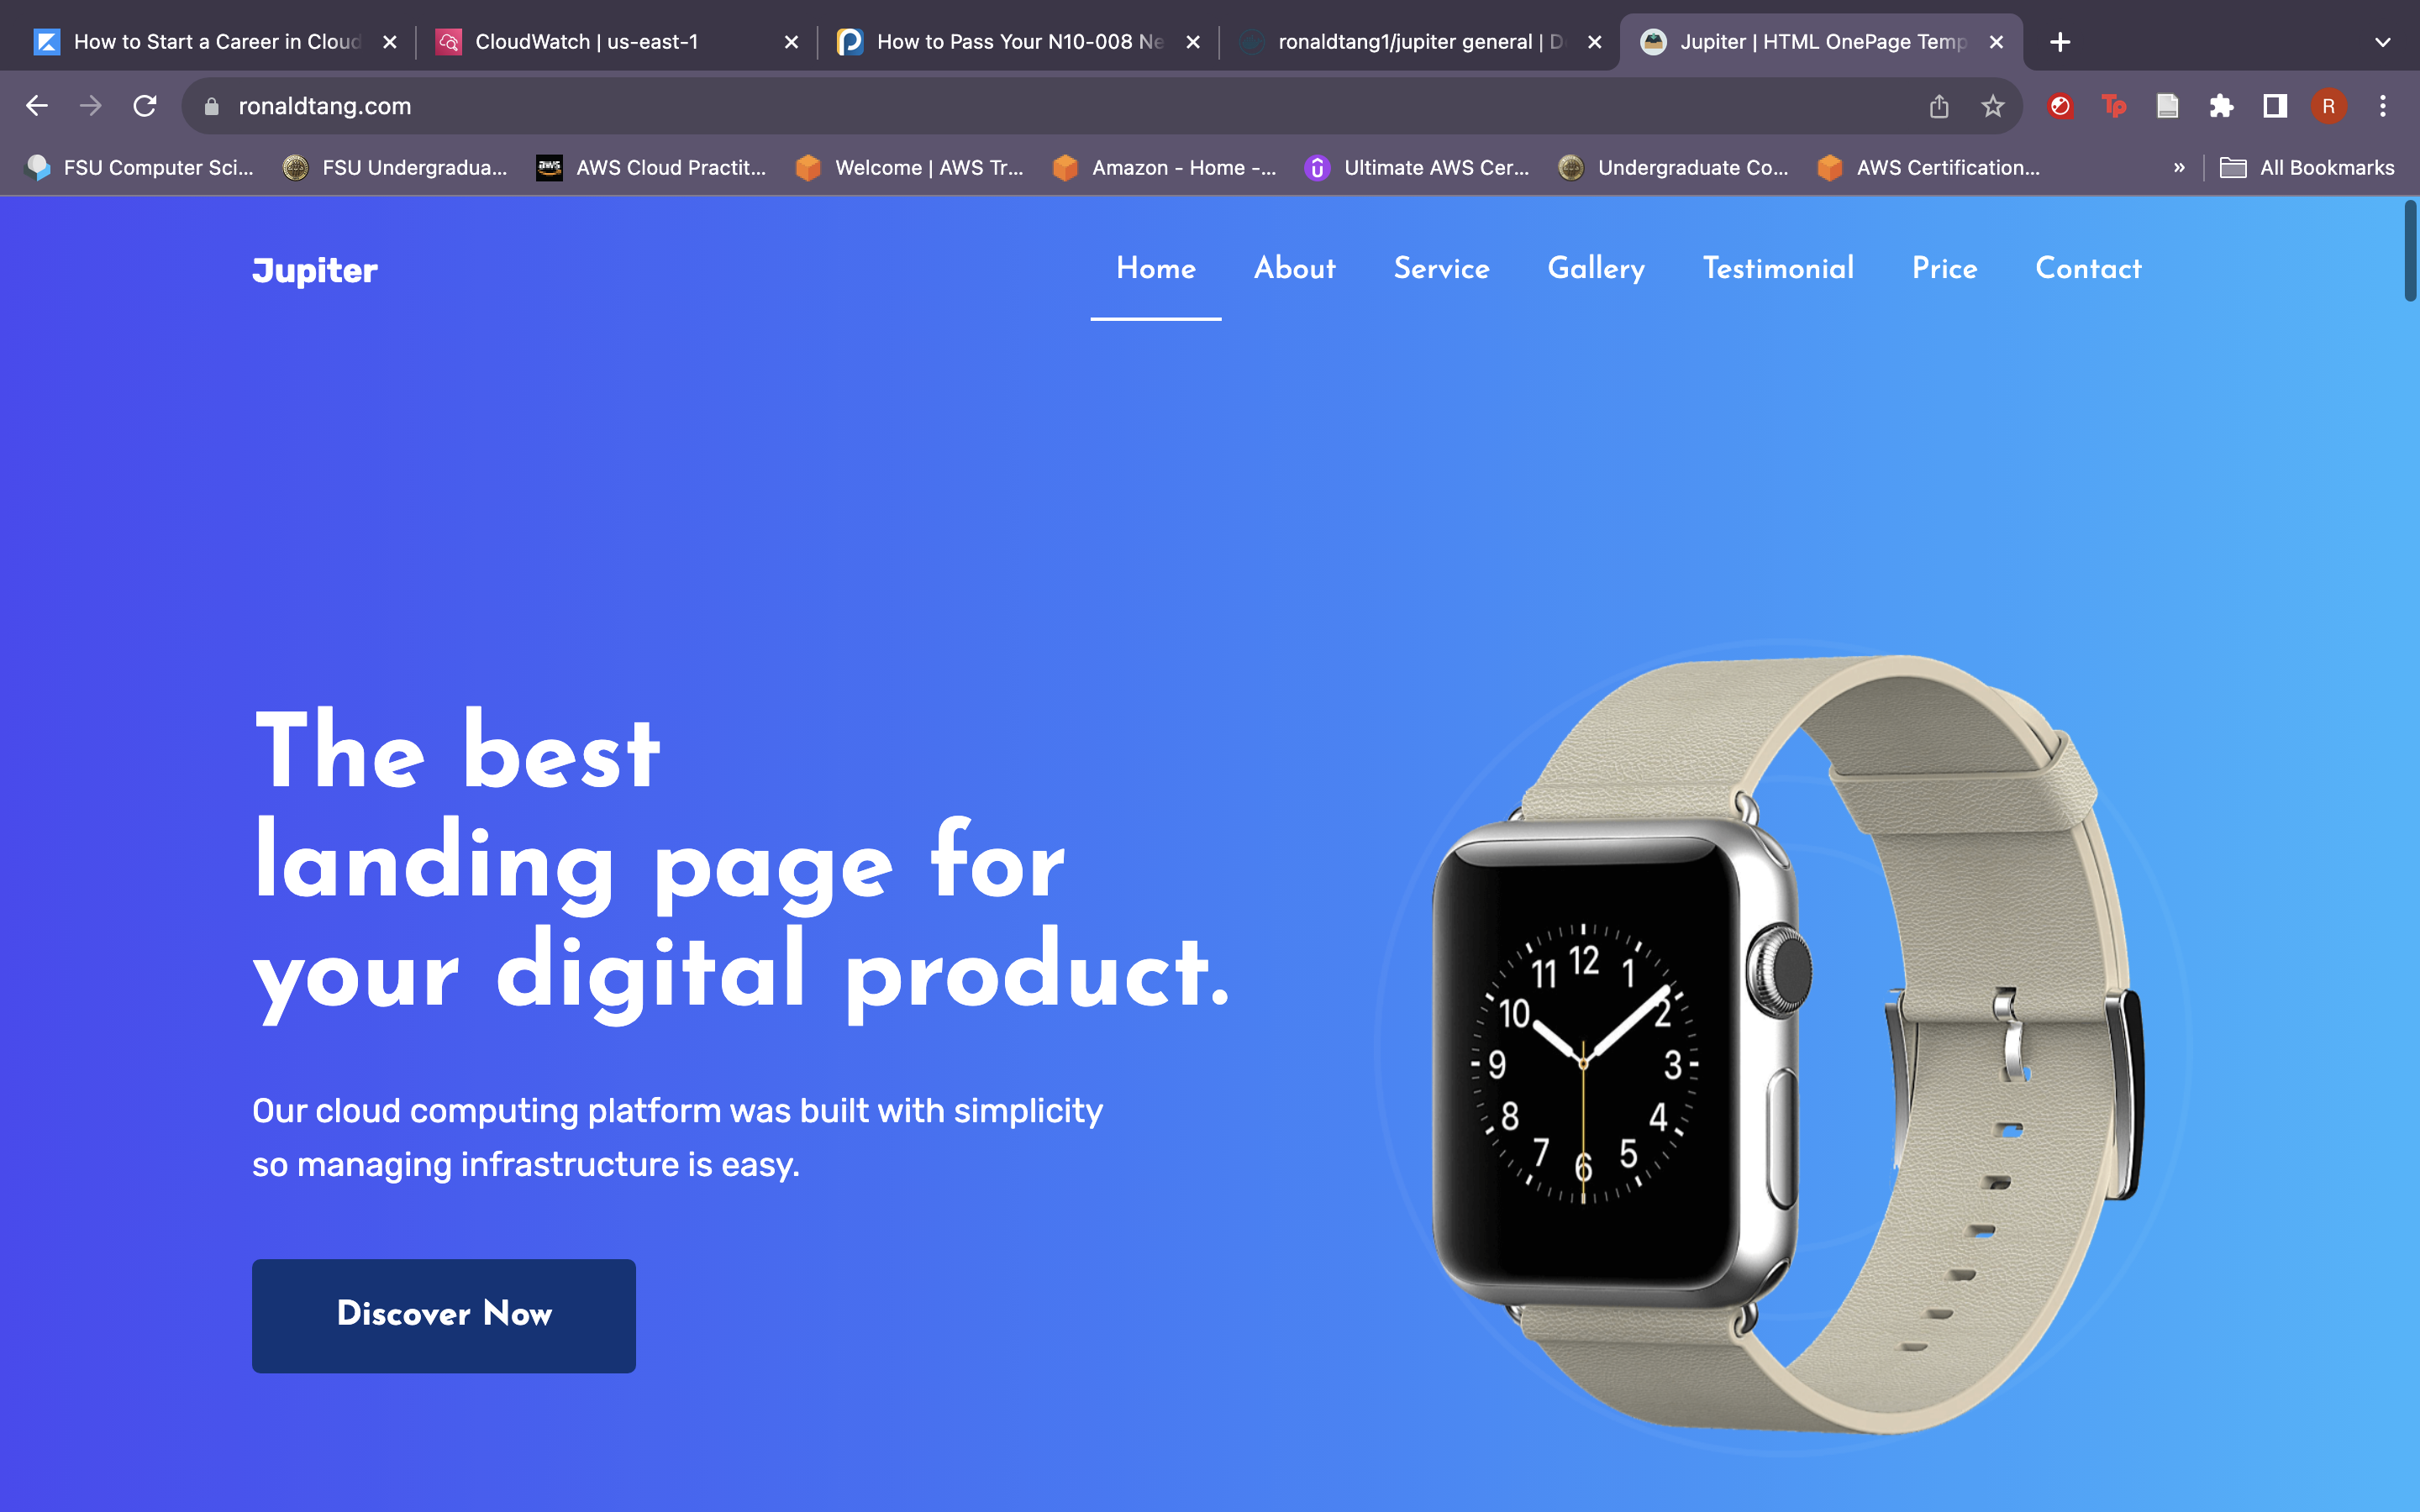 How to Start a Career in Cloud
CloudWatch | us-east-1
How to Pass Your N10-008 Ne
ronaldtang1/jupiter general | D
Jupiter | HTML OnePage Temp
ronaldtang.com
Tp
R
FSU Computer Sci...
FSU Undergradua...
aws
AWS Cloud Practit...
Welcome | AWS Tr...
Amazon - Home -...
Ultimate AWS Cer...
Undergraduate Co...
AWS Certification...
»
All Bookmarks
Jupiter
Home
About
Service
Gallery
Testimonial
Price
Contact
The best
landing page for
your digital product.
Our cloud computing platform was built with simplicity
so managing infrastructure is easy.
Discover Now
12
1
2
3
4
5
6
7
8
9
10
11